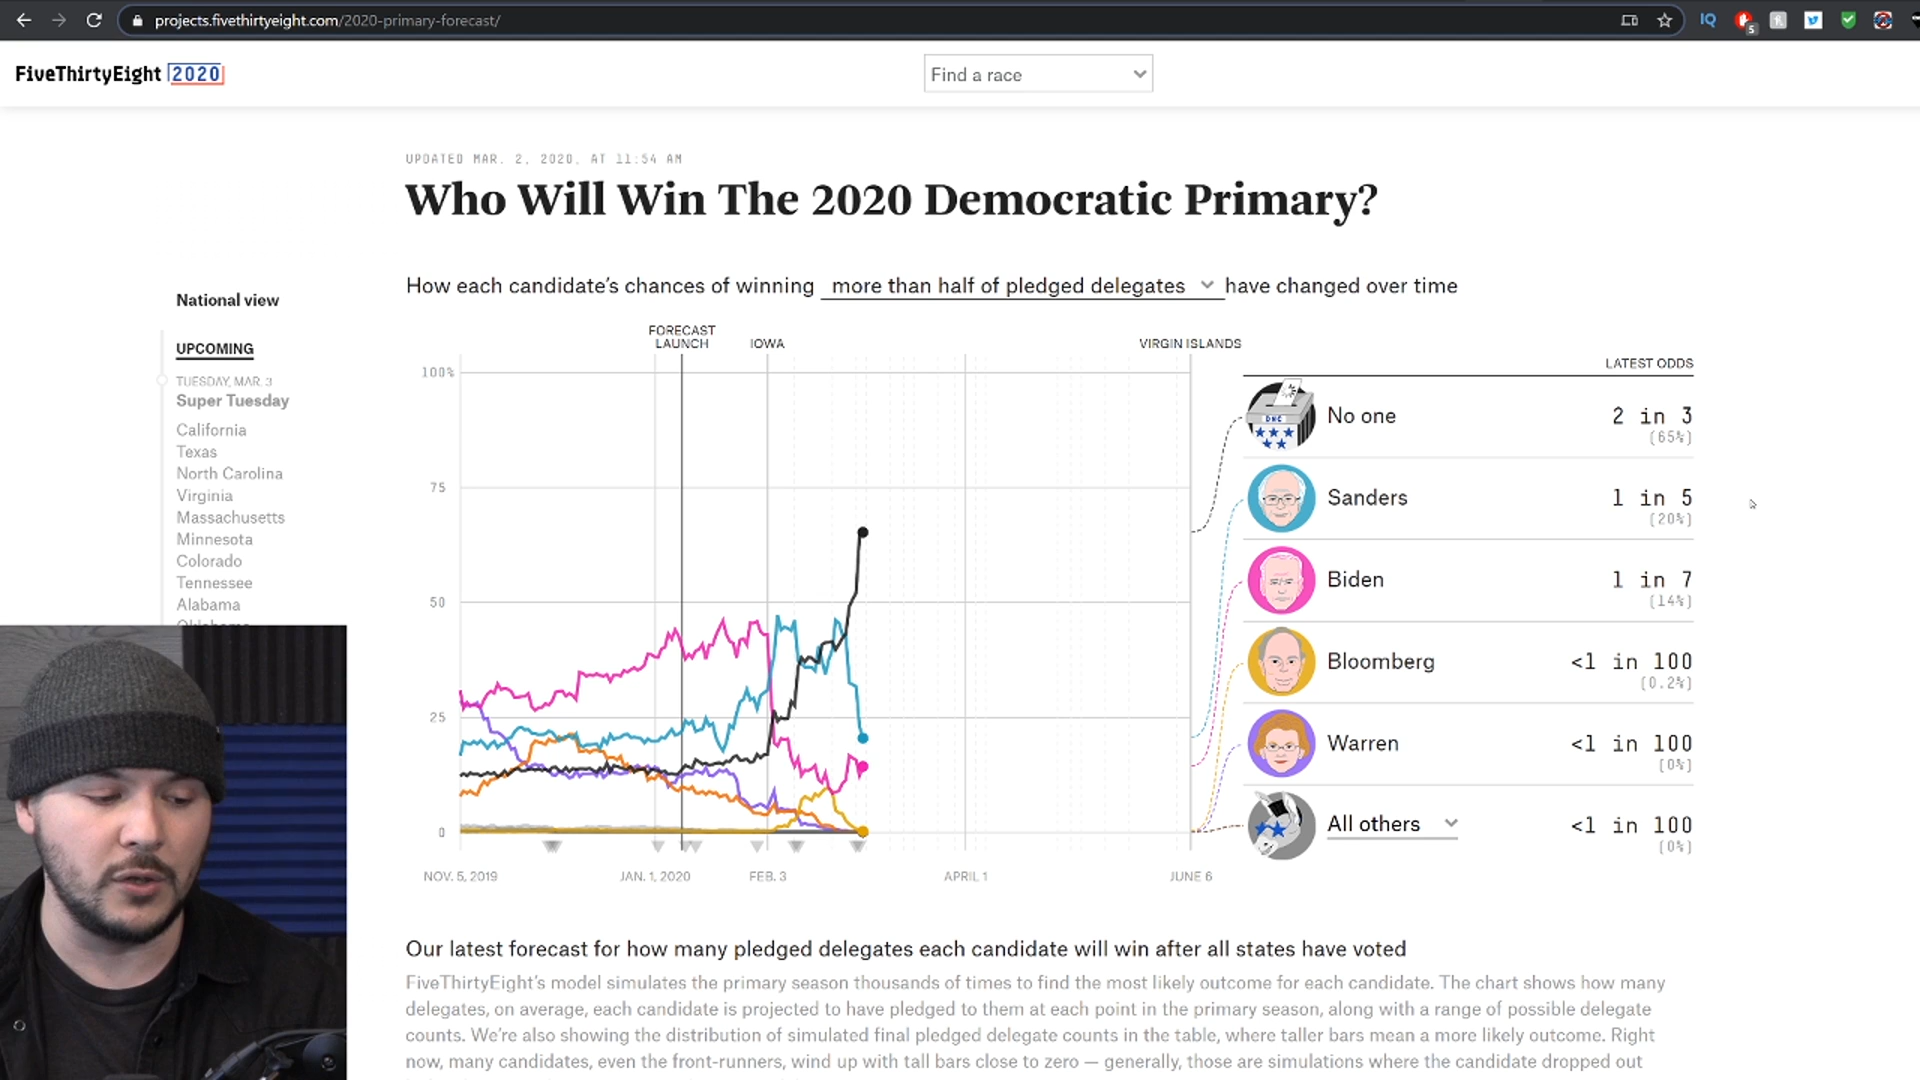 projects.fivethirtyeight.com/2020-primary-forecast/
IQ
5
FiveThirtyEight 2020
Find a race
UPDATED MAR. 2, 2020, AT 11:54 AM
Who Will Win The 2020 Democratic Primary?
How each candidate's chances of winning more than half of pledged delegates have changed over time
National view
UPCOMING
TUESDAY, MAR. 3
Super Tuesday
California
Texas
North Carolina
Virginia
Massachusetts
Minnesota
Colorado
Tennessee
Alabama
FORECAST
LAUNCH
IOWA
VIRGIN ISLANDS
100%
75
50
25
0
NOV. 5, 2019
JAN. 1, 2020
FEB. 3
APRIL 1
JUNE 6
LATEST ODDS
DNC
No one 2 in 3
(65%)
Sanders 1 in 5
(20%)
Biden 1 in 7
(14%)
Bloomberg <1 in 100
(0.2%)
Warren <1 in 100
(0%)
All others <1 in 100
(0%)
Our latest forecast for how many pledged delegates each candidate will win after all states have voted
FiveThirtyEight's model simulates the primary season thousands of times to find the most likely outcome for each candidate. The chart shows how many
delegates, on average, each candidate is projected to have pledged to them at each point in the primary season, along with a range of possible delegate
counts. We're also showing the distribution of simulated final pledged delegate counts in the table, where taller bars mean a more likely outcome. Right
now, many candidates, even the front-runners, wind up with tall bars close to zero — generally, those are simulations where the candidate dropped out